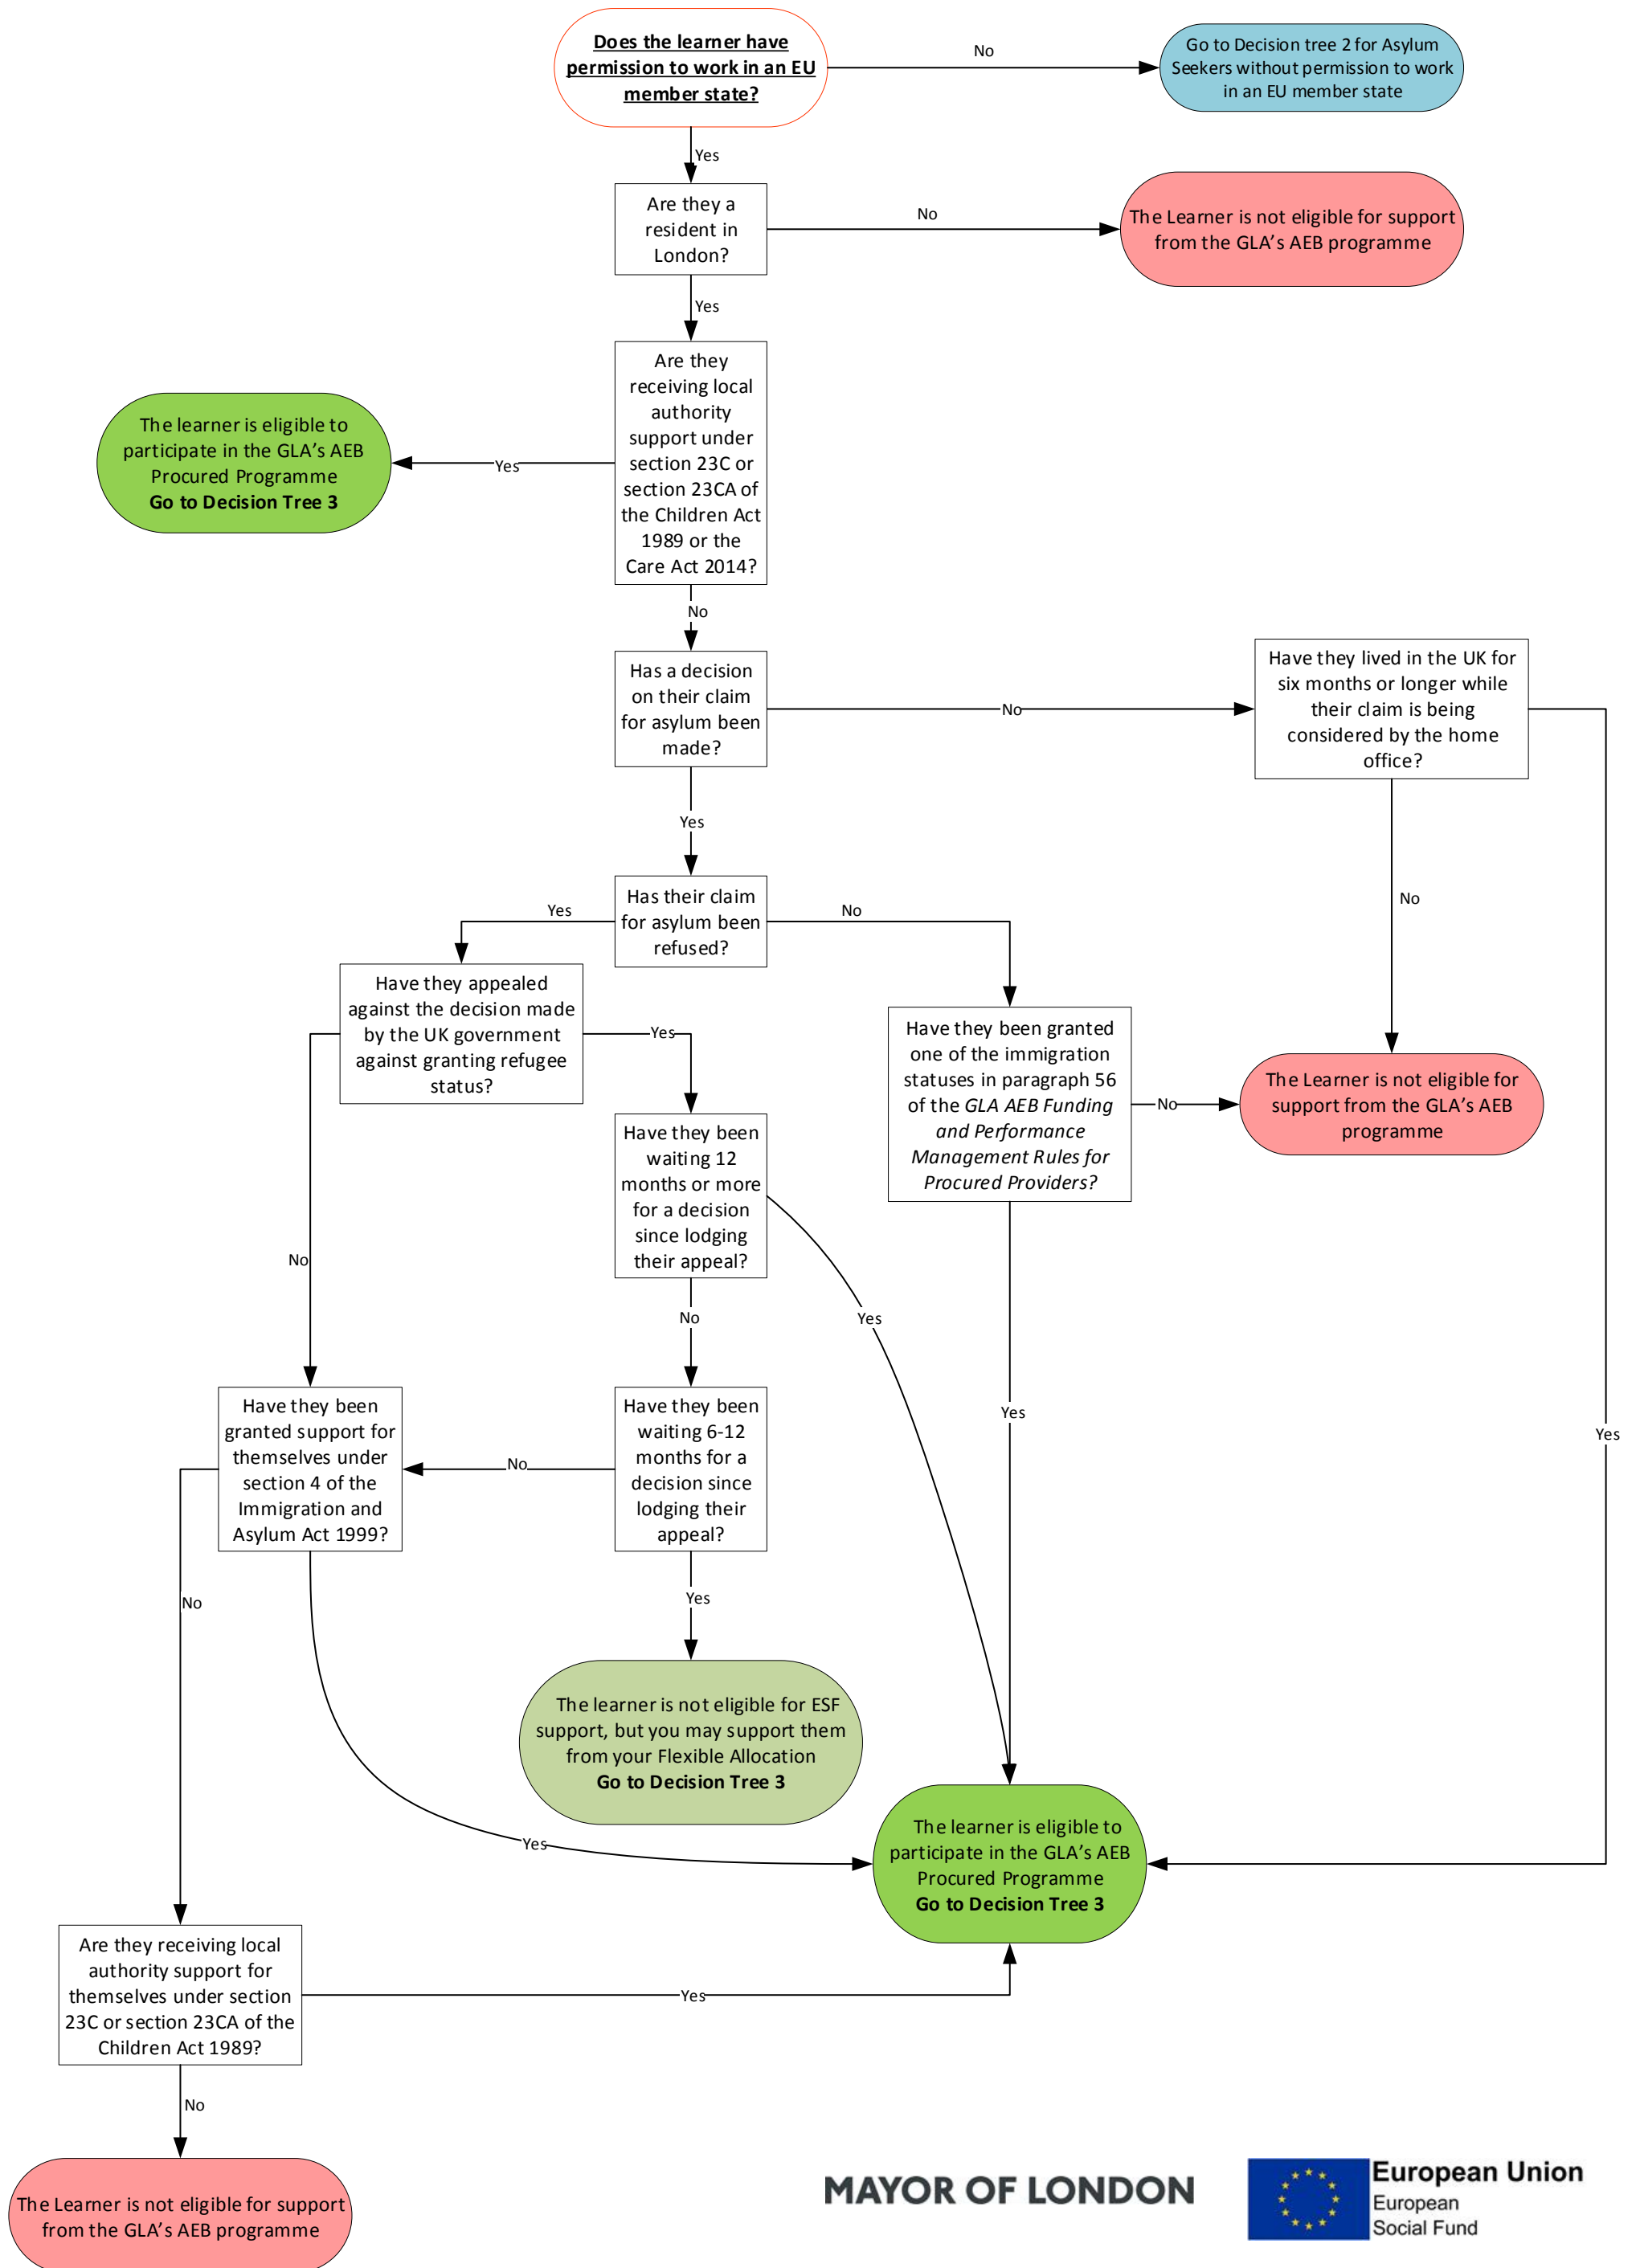 Does the learner have
permission to work in an EU
member state?
No
Go to Decision tree 2 for Asylum
Seekers without permission to work
in an EU member state
Yes
Are they a
resident in
London?
No
The Learner is not eligible for support
from the GLA's AEB programme
Yes
Are they
receiving local
authority
support under
section 23C or
section 23CA of
the Children Act
1989 or the
Care Act 2014?
Yes
The learner is eligible to
participate in the GLA's AEB
Procured Programme
Go to Decision Tree 3
No
Has a decision
on their claim
for asylum been
made?
No
Have they lived in the UK for
six months or longer while
their claim is being
considered by the home
office?
Yes
No
Has their claim
for asylum been
refused?
Yes
No
Have they appealed
against the decision made
by the UK government
against granting refugee
status?
Yes
Have they been granted
one of the immigration
statuses in paragraph 56
of the GLA AEB Funding
and Performance
Management Rules for
Procured Providers?
No
The Learner is not eligible for
support from the GLA's AEB
programme
Have they been
waiting 12
months or more
for a decision
since lodging
their appeal?
No
No
Yes
Yes
Yes
Have they been
granted support for
themselves under
section 4 of the
Immigration and
Asylum Act 1999?
No
Have they been
waiting 6-12
months for a
decision since
lodging their
appeal?
No
Yes
The learner is not eligible for ESF
support, but you may support them
from your Flexible Allocation
Go to Decision Tree 3
Yes
The learner is eligible to
participate in the GLA's AEB
Procured Programme
Go to Decision Tree 3
Are they receiving local
authority support for
themselves under section
23C or section 23CA of the
Children Act 1989?
Yes
No
The Learner is not eligible for support
from the GLA's AEB programme
MAYOR OF LONDON
European Union
European
Social Fund